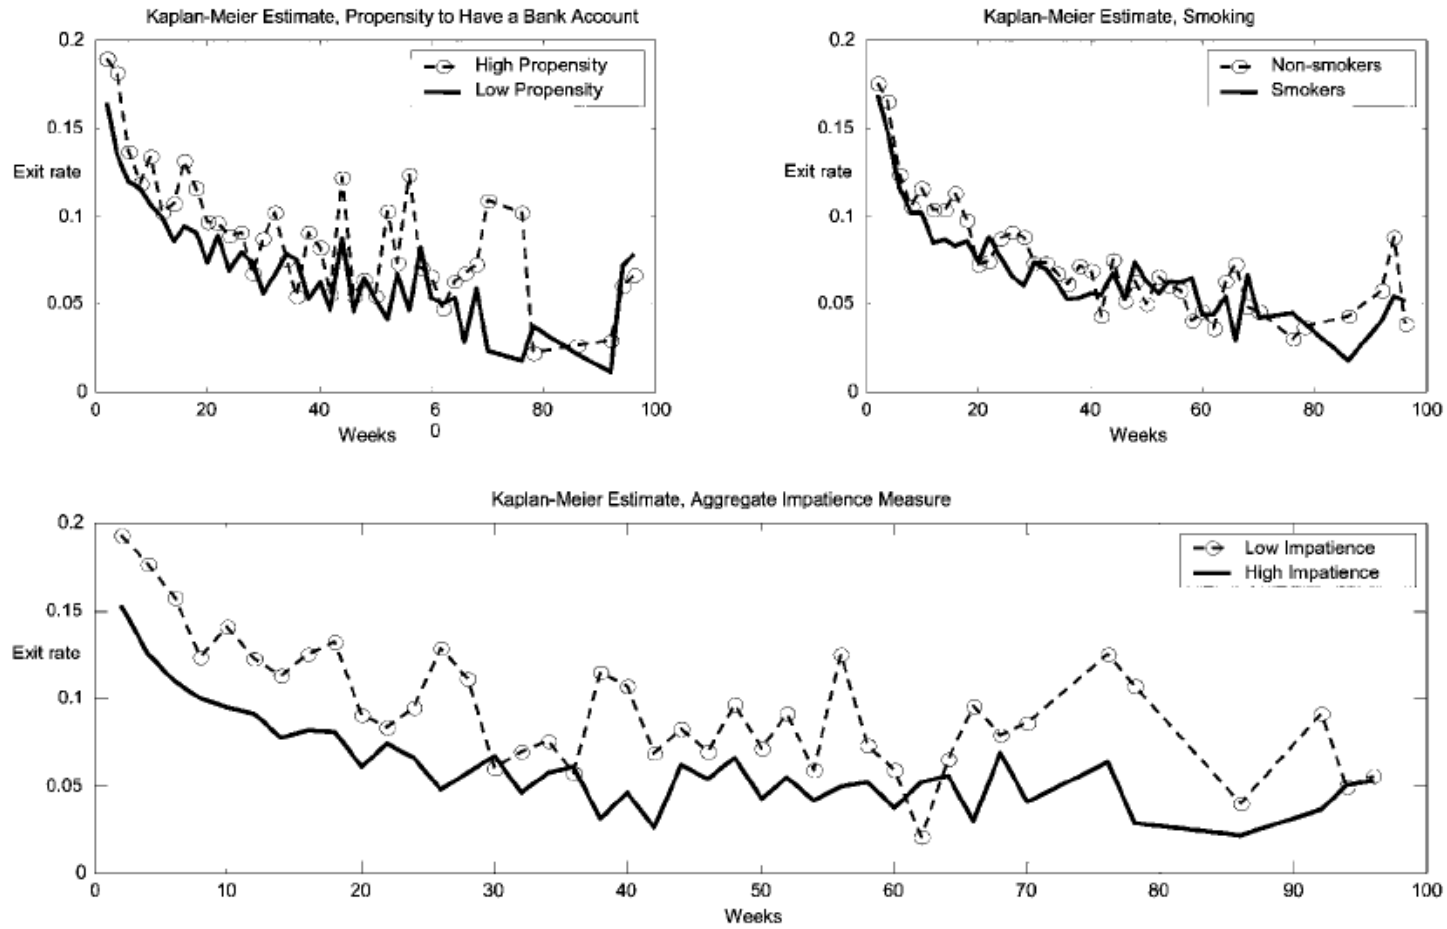 Kaplan-Meier Estimate, Propensity to Have a Bank Account
0.2
High Propensity
Low Propensity
0.15
Exit rate
0.1
0.05
0
0 20 40 6 80 100
Weeks 0
Kaplan-Meier Estimate, Smoking
0.2
Non-smokers
Smokers
0.15
Exit rate
0.1
0.05
0
0 20 40 60 80 100
Weeks
Kaplan-Meier Estimate, Aggregate Impatience Measure
0.2
Low Impatience
High Impatience
0.15
Exit rate
0.1
0.05
0
0 10 20 30 40 50 60 70 80 90 100
Weeks